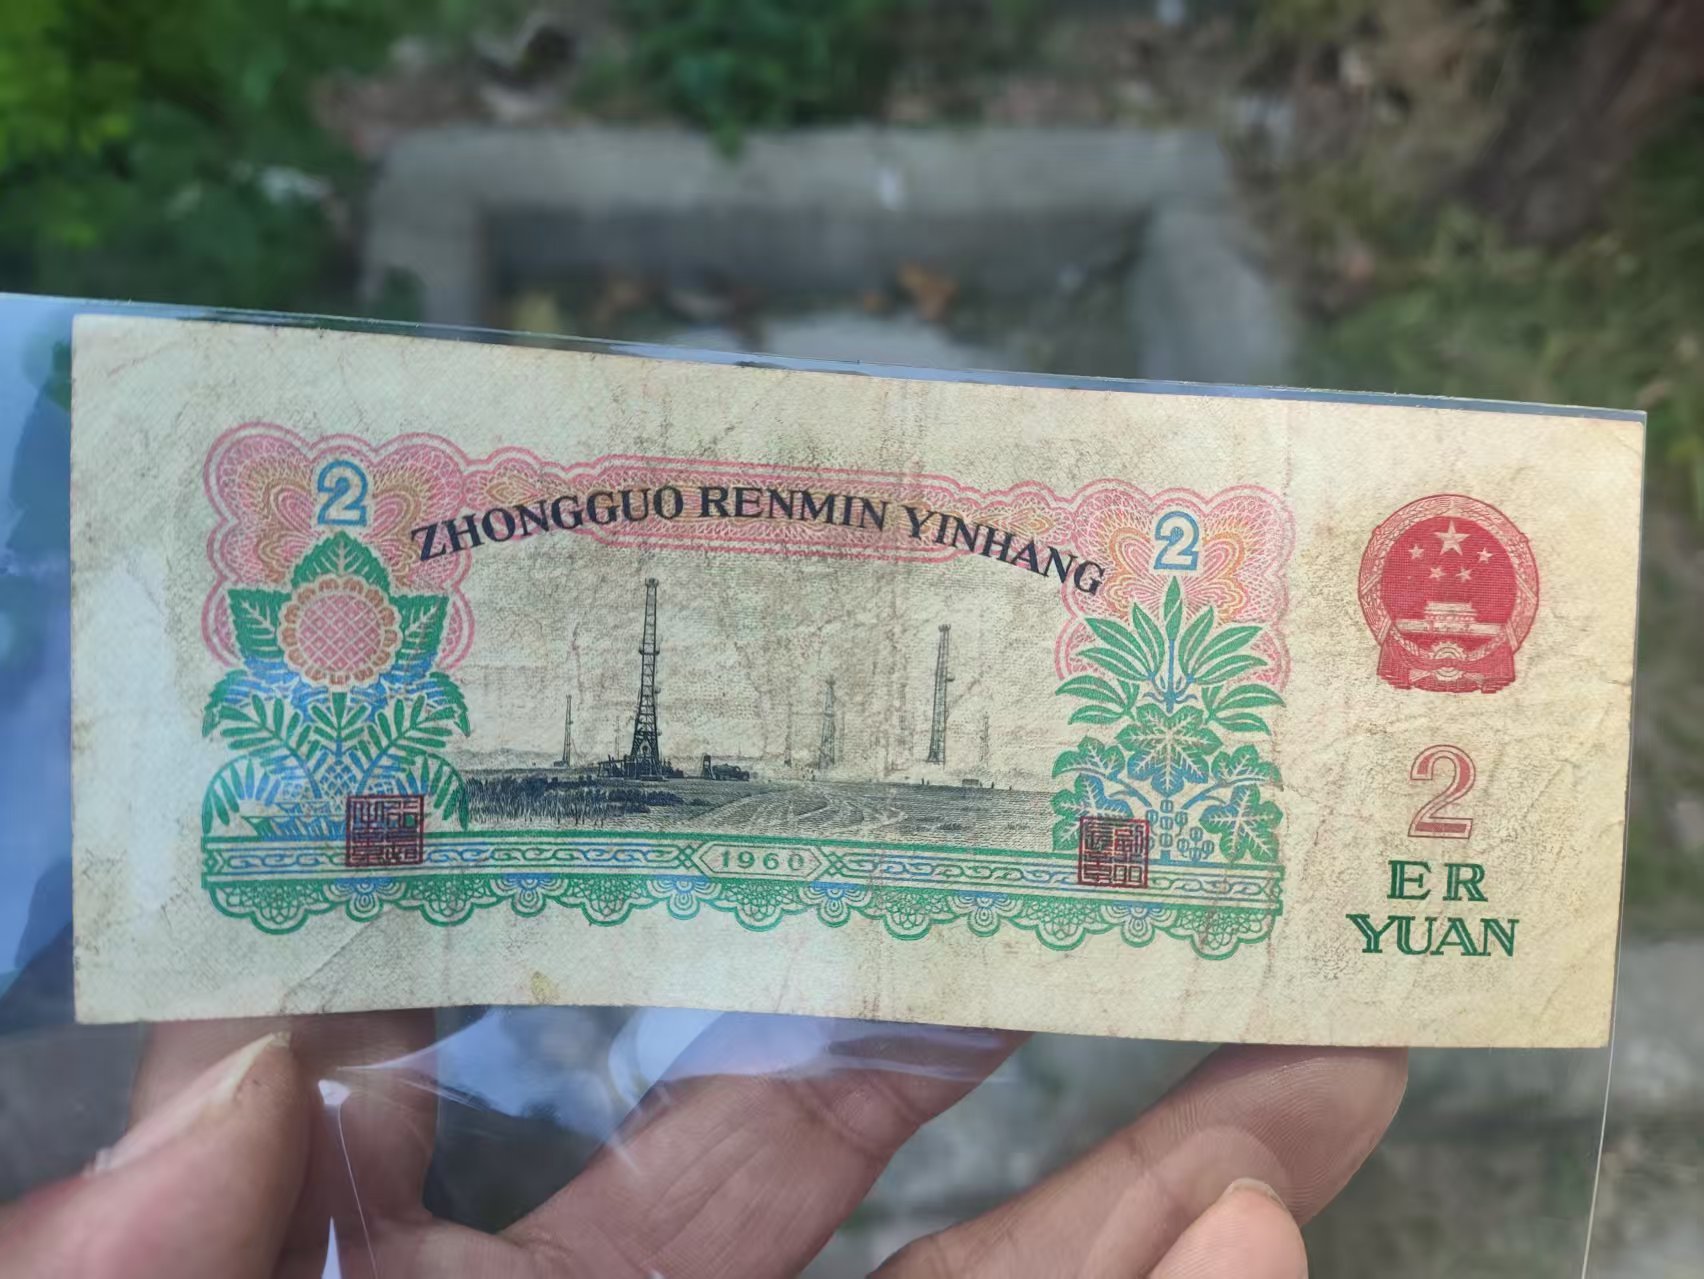 2
ZHONGGUO RENMIN YINHANG
2
1960
2
ER
YUAN